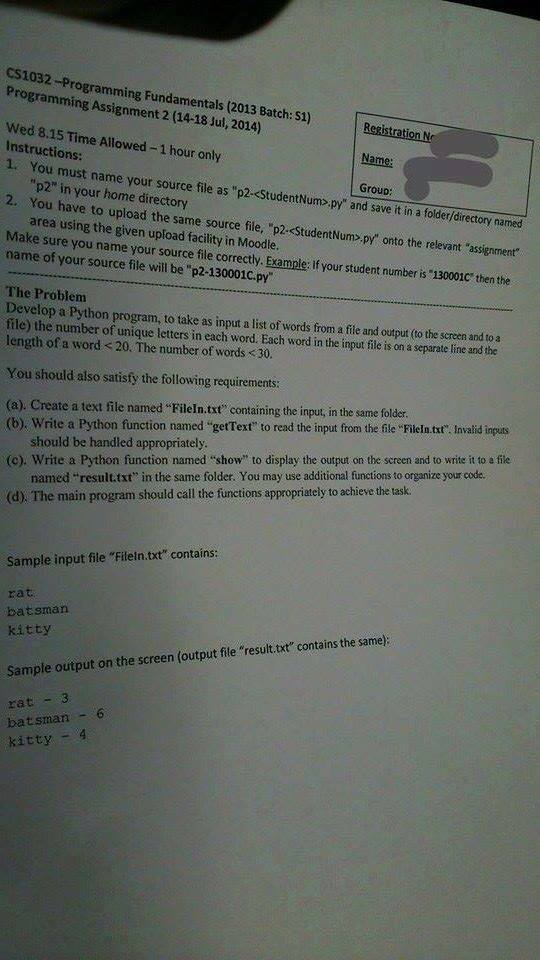 CS1032 –Programming Fundamentals (2013 Batch: S1)
Programming Assignment 2 (14-18 Jul, 2014)
Registration Nr
Name:
Group:
Wed 8.15 Time Allowed – 1 hour only
Instructions:
1. You must name your source file as "p2-<StudentNum>.py" and save it in a folder/directory named
"p2" in your home directory
2. You have to upload the same source file, "p2-<StudentNum>.py" onto the relevant "assignment"
area using the given upload facility in Moodle.
Make sure you name your source file correctly. Example: If your student number is "130001C" then the
name of your source file will be "p2-130001C.py"
The Problem
Develop a Python program, to take as input a list of words from a file and output (to the screen and to a
file) the number of unique letters in each word. Each word in the input file is on a separate line and the
length of a word < 20. The number of words < 30.
You should also satisfy the following requirements:
(a). Create a text file named "FileIn.txt" containing the input, in the same folder.
(b). Write a Python function named "getText" to read the input from the file "FileIn.txt". Invalid inputs
should be handled appropriately.
(c). Write a Python function named "show" to display the output on the screen and to write it to a file
named "result.txt" in the same folder. You may use additional functions to organize your code.
(d). The main program should call the functions appropriately to achieve the task.
Sample input file "FileIn.txt" contains:
rat
batsman
kitty
Sample output on the screen (output file "result.txt" contains the same):
rat – 3
batsman – 6
kitty – 4